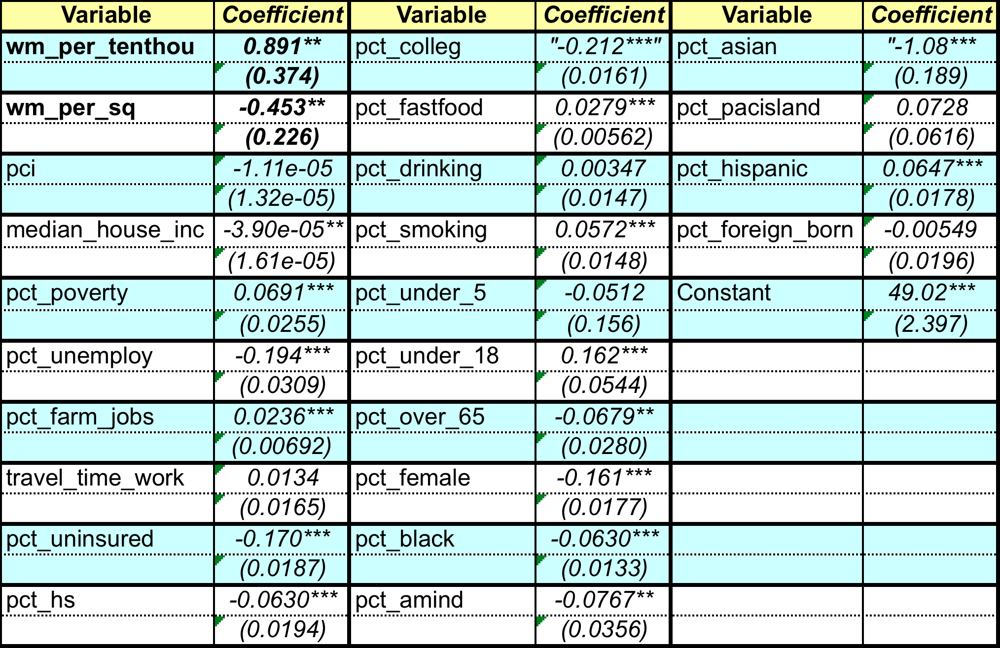 Variable Coefficient Variable Coefficient Variable Coefficient
wm_per_tenthou 0.891** pct_colleg "-0.212***" pct_asian "-1.08***
(0.374) (0.0161) (0.189)
wm_per_sq -0.453** pct_fastfood 0.0279*** pct_pacisland 0.0728
(0.226) (0.00562) (0.0616)
pci -1.11e-05 pct_drinking 0.00347 pct_hispanic 0.0647***
(1.32e-05) (0.0147) (0.0178)
median_house_inc -3.90e-05** pct_smoking 0.0572*** pct_foreign_born -0.00549
(1.61e-05) (0.0148) (0.0196)
pct_poverty 0.0691*** pct_under_5 -0.0512 Constant 49.02***
(0.0255) (0.156) (2.397)
pct_unemploy -0.194*** pct_under_18 0.162***
(0.0309) (0.0544)
pct_farm_jobs 0.0236*** pct_over_65 -0.0679**
(0.00692) (0.0280)
travel_time_work 0.0134 pct_female -0.161***
(0.0165) (0.0177)
pct_uninsured -0.170*** pct_black -0.0630***
(0.0187) (0.0133)
pct_hs -0.0630*** pct_amind -0.0767**
(0.0194) (0.0356)